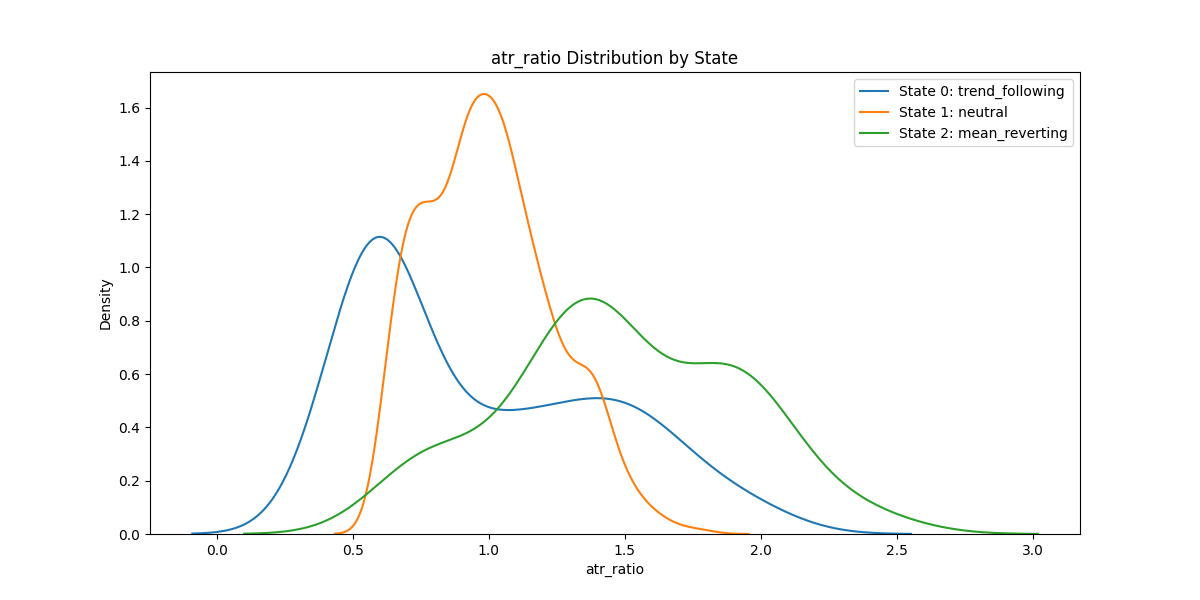 atr_ratio Distribution by State
State 0: trend_following
State 1: neutral
State 2: mean_reverting
Density
1.6
1.4
1.2
1.0
0.8
0.6
0.4
0.2
0.0
0.0 0.5 1.0 1.5 2.0 2.5 3.0
atr_ratio